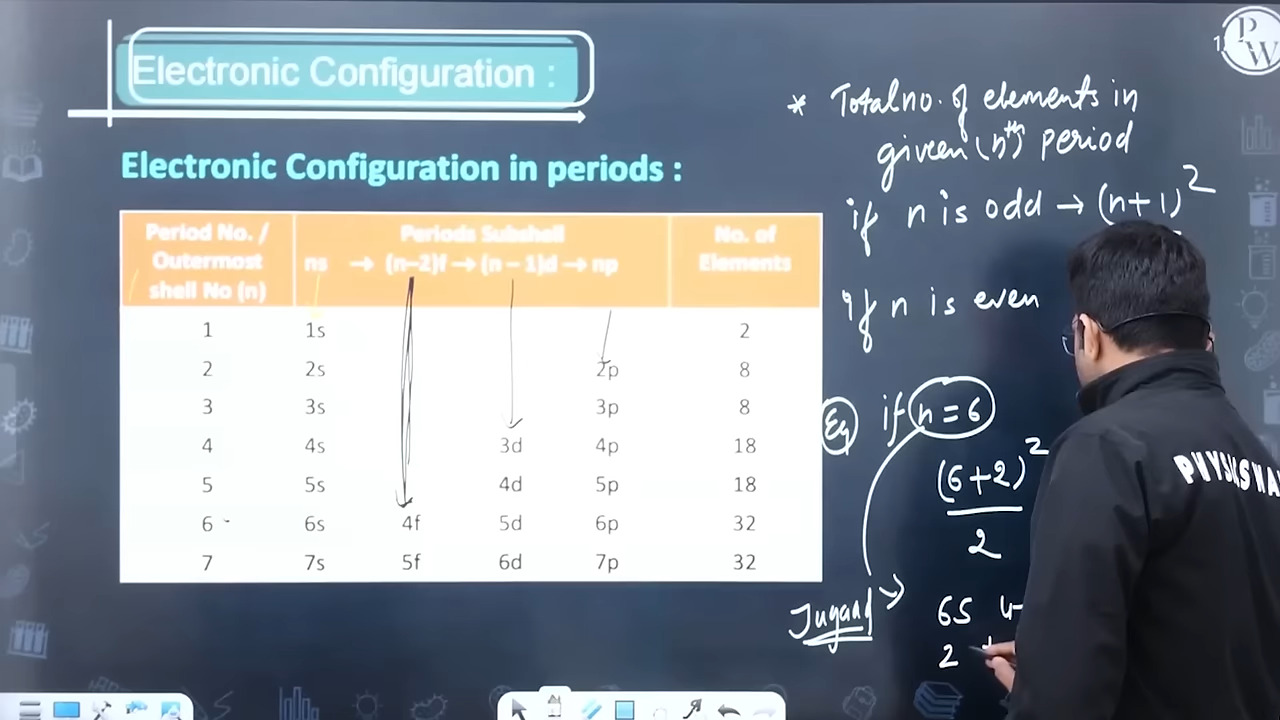 P
W
Electronic Configuration :
Electronic Configuration in periods :
Period No. / Outermost shell No (n)
Periods Subshell
ns → (n–2)f → (n – 1)d → np
No. of Elements
1 1s 2
2 2s 2p 8
3 3s 3p 8
4 4s 3d 4p 18
5 5s 4d 5p 18
6 6s 4f 5d 6p 32
7 7s 5f 6d 7p 32
* Total no. of elements in
given (nth) period
if n is odd → (n+1)²
if n is even
Eg if n = 6
(6+2)²
2
Jugaad
6s 4
2